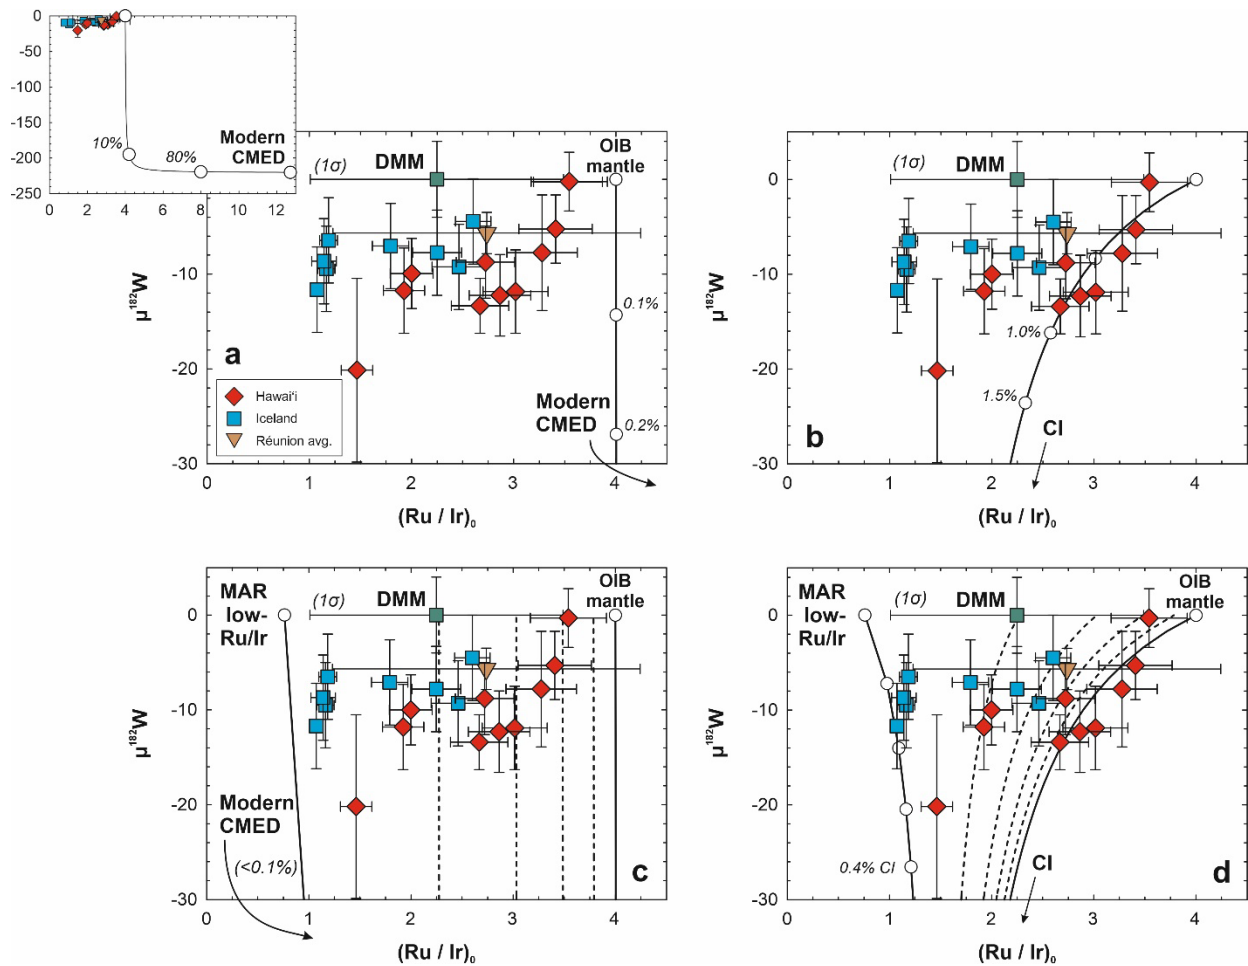 0
-50
-100
-150
-200
-250
10%
80%
Modern
CMED
0 2 4 6 8 10 12
0
-10
-20
-30
µ¹⁸²W
(1σ)
DMM
OIB
mantle
0.1%
0.2%
Modern
CMED
a
Hawai‘i
Iceland
Réunion avg.
0 1 2 3 4
(Ru / Ir)₀
0
-10
-20
-30
µ¹⁸²W
(1σ)
DMM
OIB
mantle
1.0%
1.5%
CI
b
0 1 2 3 4
(Ru / Ir)₀
0
-10
-20
-30
µ¹⁸²W
MAR
low-
Ru/Ir
(1σ)
DMM
OIB
mantle
Modern
CMED
(<0.1%)
c
0 1 2 3 4
(Ru / Ir)₀
0
-10
-20
-30
µ¹⁸²W
MAR
low-
Ru/Ir
(1σ)
DMM
OIB
mantle
0.4% CI
CI
d
0 1 2 3 4
(Ru / Ir)₀